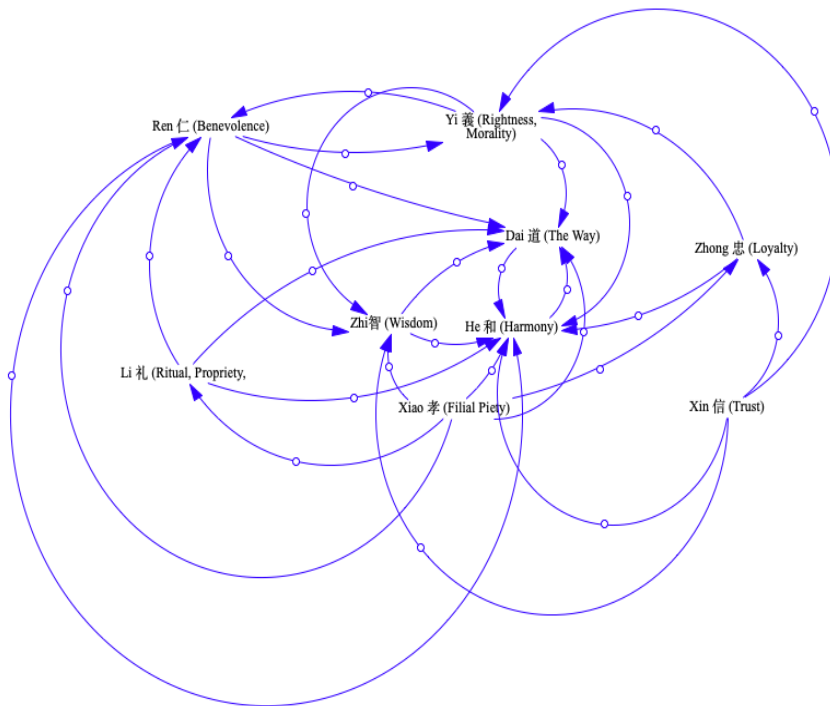 Yi 義 (Rightness,
Morality)
Ren 仁 (Benevolence)
Dai 道 (The Way)
Zhong 忠 (Loyalty)
Zhi智 (Wisdom)
He 和 (Harmony)
Li 礼 (Ritual, Propriety,
Xiao 孝 (Filial Piety)
Xin 信 (Trust)